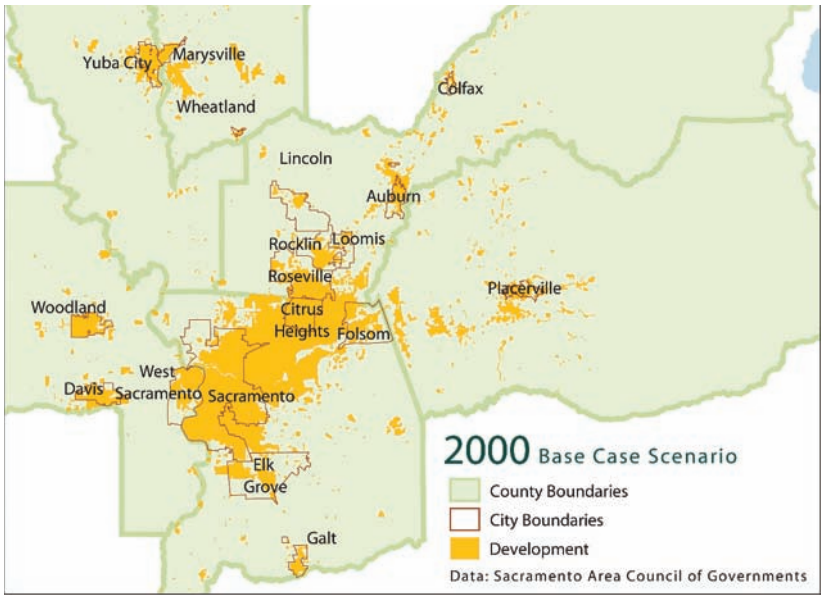 Yuba City
Marysville
Colfax
Wheatland
Lincoln
Auburn
Rocklin
Loomis
Roseville
Placerville
Woodland
Citrus
Heights
Folsom
West
Sacramento
Davis
Sacramento
Elk
Grove
Galt
2000 Base Case Scenario
County Boundaries
City Boundaries
Development
Data: Sacramento Area Council of Governments